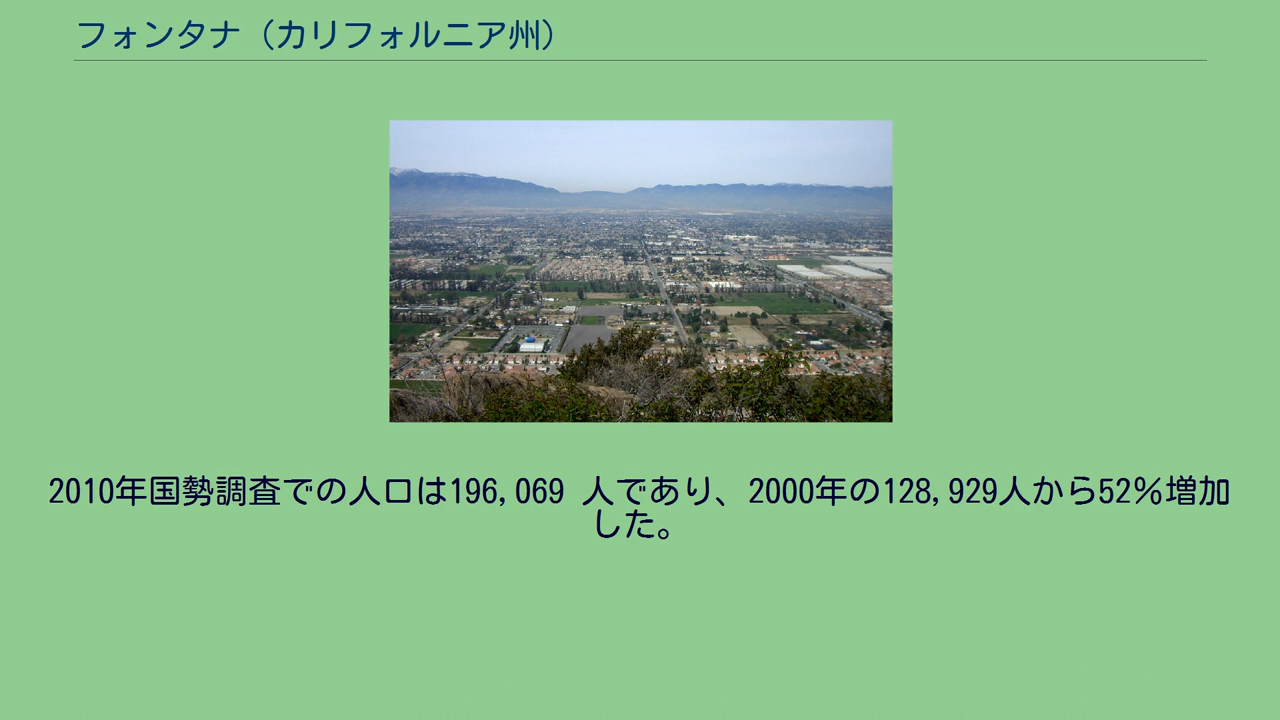 フォンタナ（カリフォルニア州）
2010年国勢調査での人口は196,069 人であり、2000年の128,929人から52％増加
した。